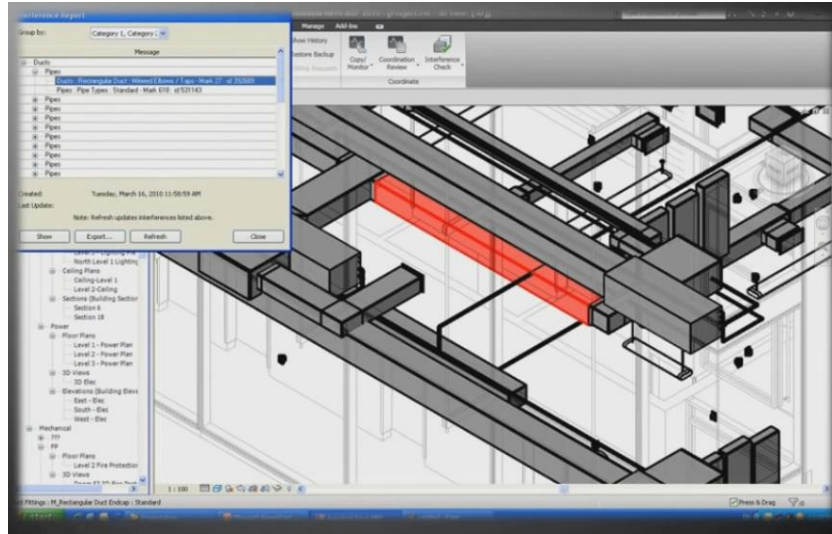 Interference Report
Group by:
Category 1, Category 2
Message
Ducts
Pipes
Ducts : Rectangular Duct : Mitered Elbows / Taps - Mark 27 : id
Pipes : Pipe Types : Standard - Mark 618 : id 531143
Pipes
Pipes
Pipes
Pipes
Pipes
Pipes
Pipes
Pipes
Pipes
Created:
Tuesday, March 16, 2010 11:58:59 AM
Last Update:
Note: Refresh updates interferences listed above.
Show
Export...
Refresh
Close
Manage
Add-Ins
Show History
Restore Backup
Copy/
Monitor
Coordination
Review
Interference
Check
Coordinate
North Level 1 Lighting
Ceiling Plans
Ceiling-Level 1
Level 2-Ceiling
Sections (Building Section
Section 6
Section 18
Power
Floor Plans
Level 1 - Power Plan
Level 2 - Power Plan
Level 3 - Power Plan
3D Views
3D Elec
Elevations (Building Eleva
East - Elec
South - Elec
West - Elec
Mechanical
???
FP
Floor Plans
Level 2 Fire Protection
3D Views
1 : 100
Fittings : M_Rectangular Duct Endcap : Standard
Press & Drag
start